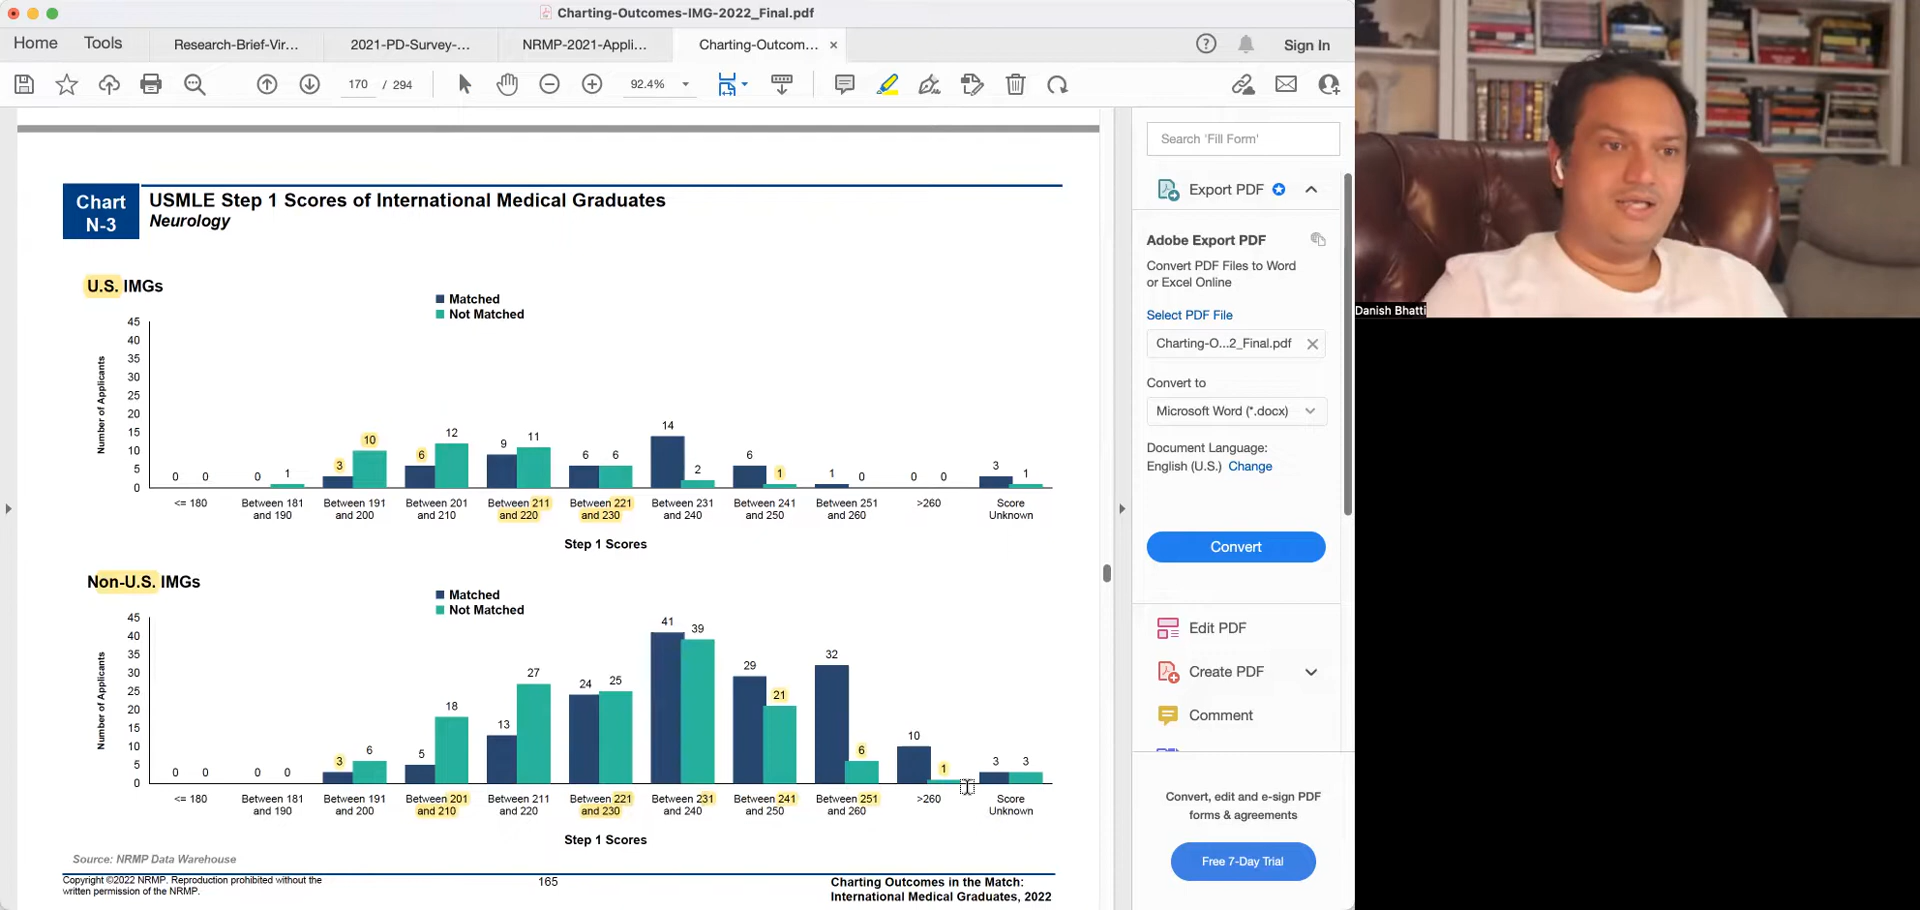 Charting-Outcomes-IMG-2022_Final.pdf
Home Tools Research-Brief-Vir... 2021-PD-Survey-... NRMP-2021-Appli... Charting-Outcom... × Sign In
170 / 294 92.4%
Chart N-3
USMLE Step 1 Scores of International Medical Graduates
Neurology
U.S. IMGs
Matched
Not Matched
Number of Applicants
45
40
35
30
25
20
15
10
5
0
0 0 0 1 3 10 6 12 9 11 6 6 14 2 6 1 1 0 0 0 3 1
<= 180 Between 181 and 190 Between 191 and 200 Between 201 and 210 Between 211 and 220 Between 221 and 230 Between 231 and 240 Between 241 and 250 Between 251 and 260 >260 Score Unknown
Step 1 Scores
Non-U.S. IMGs
Matched
Not Matched
Number of Applicants
45
40
35
30
25
20
15
10
5
0
0 0 0 0 3 6 5 18 13 27 24 25 41 39 29 21 32 6 10 1 3 3
<= 180 Between 181 and 190 Between 191 and 200 Between 201 and 210 Between 211 and 220 Between 221 and 230 Between 231 and 240 Between 241 and 250 Between 251 and 260 >260 Score Unknown
Step 1 Scores
Source: NRMP Data Warehouse
Copyright ©2022 NRMP. Reproduction prohibited without the
written permission of the NRMP.
165
Charting Outcomes in the Match:
International Medical Graduates, 2022
Search 'Fill Form'
Export PDF
Adobe Export PDF
Convert PDF Files to Word
or Excel Online
Select PDF File
Charting-O...2_Final.pdf
Convert to
Microsoft Word (*.docx)
Document Language:
English (U.S.) Change
Convert
Edit PDF
Create PDF
Comment
Convert, edit and e-sign PDF
forms & agreements
Free 7-Day Trial
Danish Bhatti